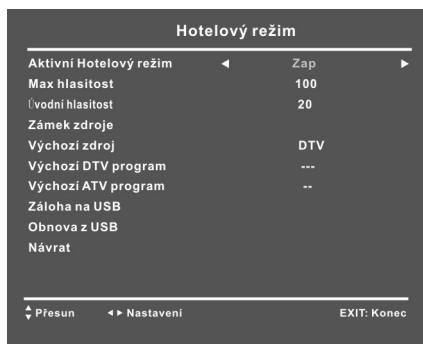 Hotelový režim
Aktivní Hotelový režim ◀ Zap ▶
Max hlasitost 100
Úvodní hlasitost 20
Zámek zdroje
Výchozí zdroj DTV
Výchozí DTV program ---
Výchozí ATV program --
Záloha na USB
Obnova z USB
Návrat
Přesun ◀ ▶ Nastavení EXIT: Konec